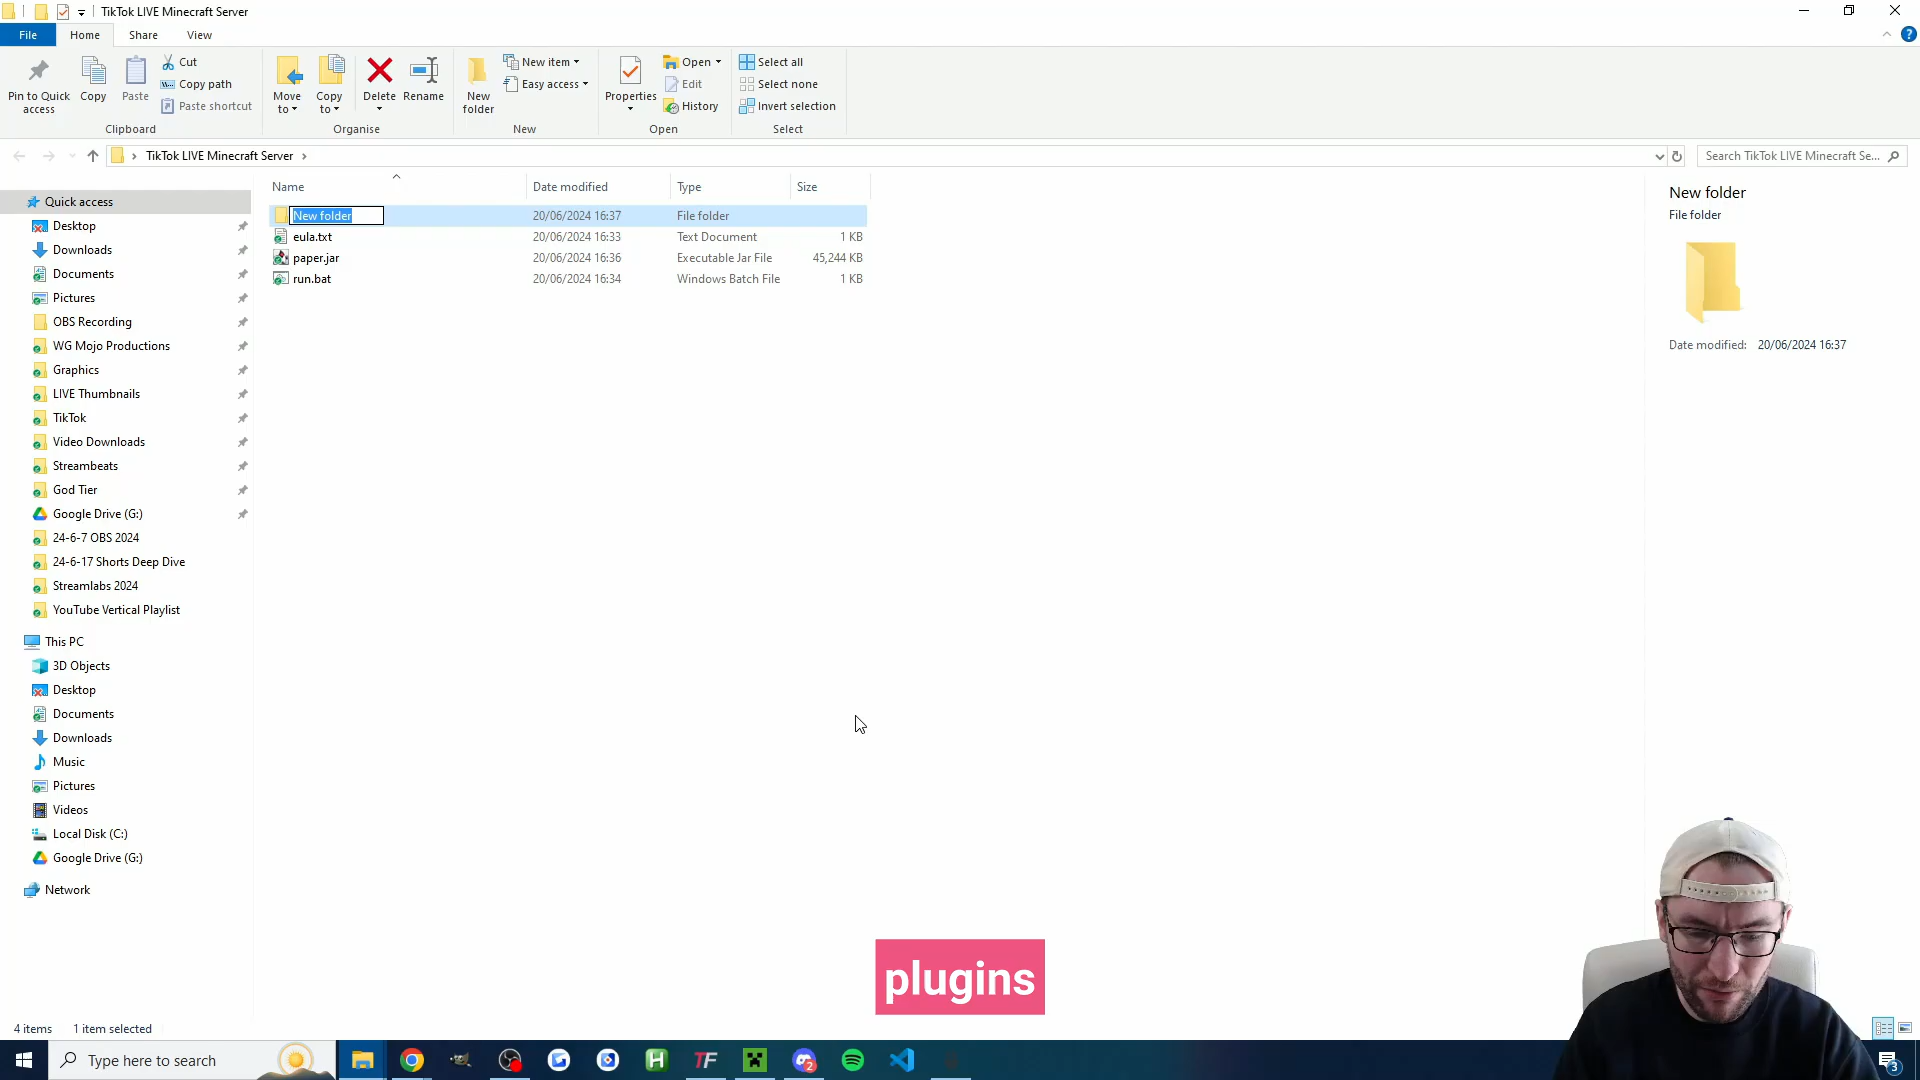 TikTok LIVE Minecraft Server
File
Home
Share
View
Pin to Quick access
Copy
Paste
Cut
Copy path
Paste shortcut
Clipboard
Move to
Copy to
Delete
Rename
Organise
New folder
New item
Easy access
New
Properties
Open
Edit
History
Open
Select all
Select none
Invert selection
Select
TikTok LIVE Minecraft Server
Search TikTok LIVE Minecraft Se...
Name
Date modified
Type
Size
New folder
20/06/2024 16:37
File folder
eula.txt
20/06/2024 16:33
Text Document
1 KB
paper.jar
20/06/2024 16:36
Executable Jar File
45,244 KB
run.bat
20/06/2024 16:34
Windows Batch File
1 KB
Quick access
Desktop
Downloads
Documents
Pictures
OBS Recording
WG Mojo Productions
Graphics
LIVE Thumbnails
TikTok
Video Downloads
Streambeats
God Tier
Google Drive (G:)
24-6-7 OBS 2024
24-6-17 Shorts Deep Dive
Streamlabs 2024
YouTube Vertical Playlist
This PC
3D Objects
Desktop
Documents
Downloads
Music
Pictures
Videos
Local Disk (C:)
Google Drive (G:)
Network
New folder
File folder
Date modified: 20/06/2024 16:37
plugins
4 items
1 item selected
Type here to search
H
TF
2
3